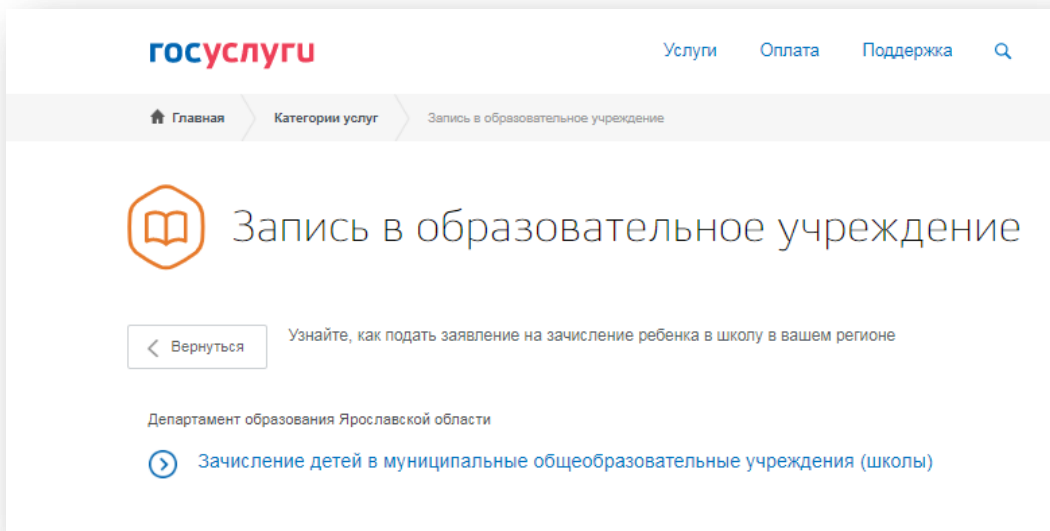 госуслуги
Услуги Оплата Поддержка
Главная Категории услуг Запись в образовательное учреждение
Запись в образовательное учреждение
Вернуться
Узнайте, как подать заявление на зачисление ребенка в школу в вашем регионе
Департамент образования Ярославской области
Зачисление детей в муниципальные общеобразовательные учреждения (школы)